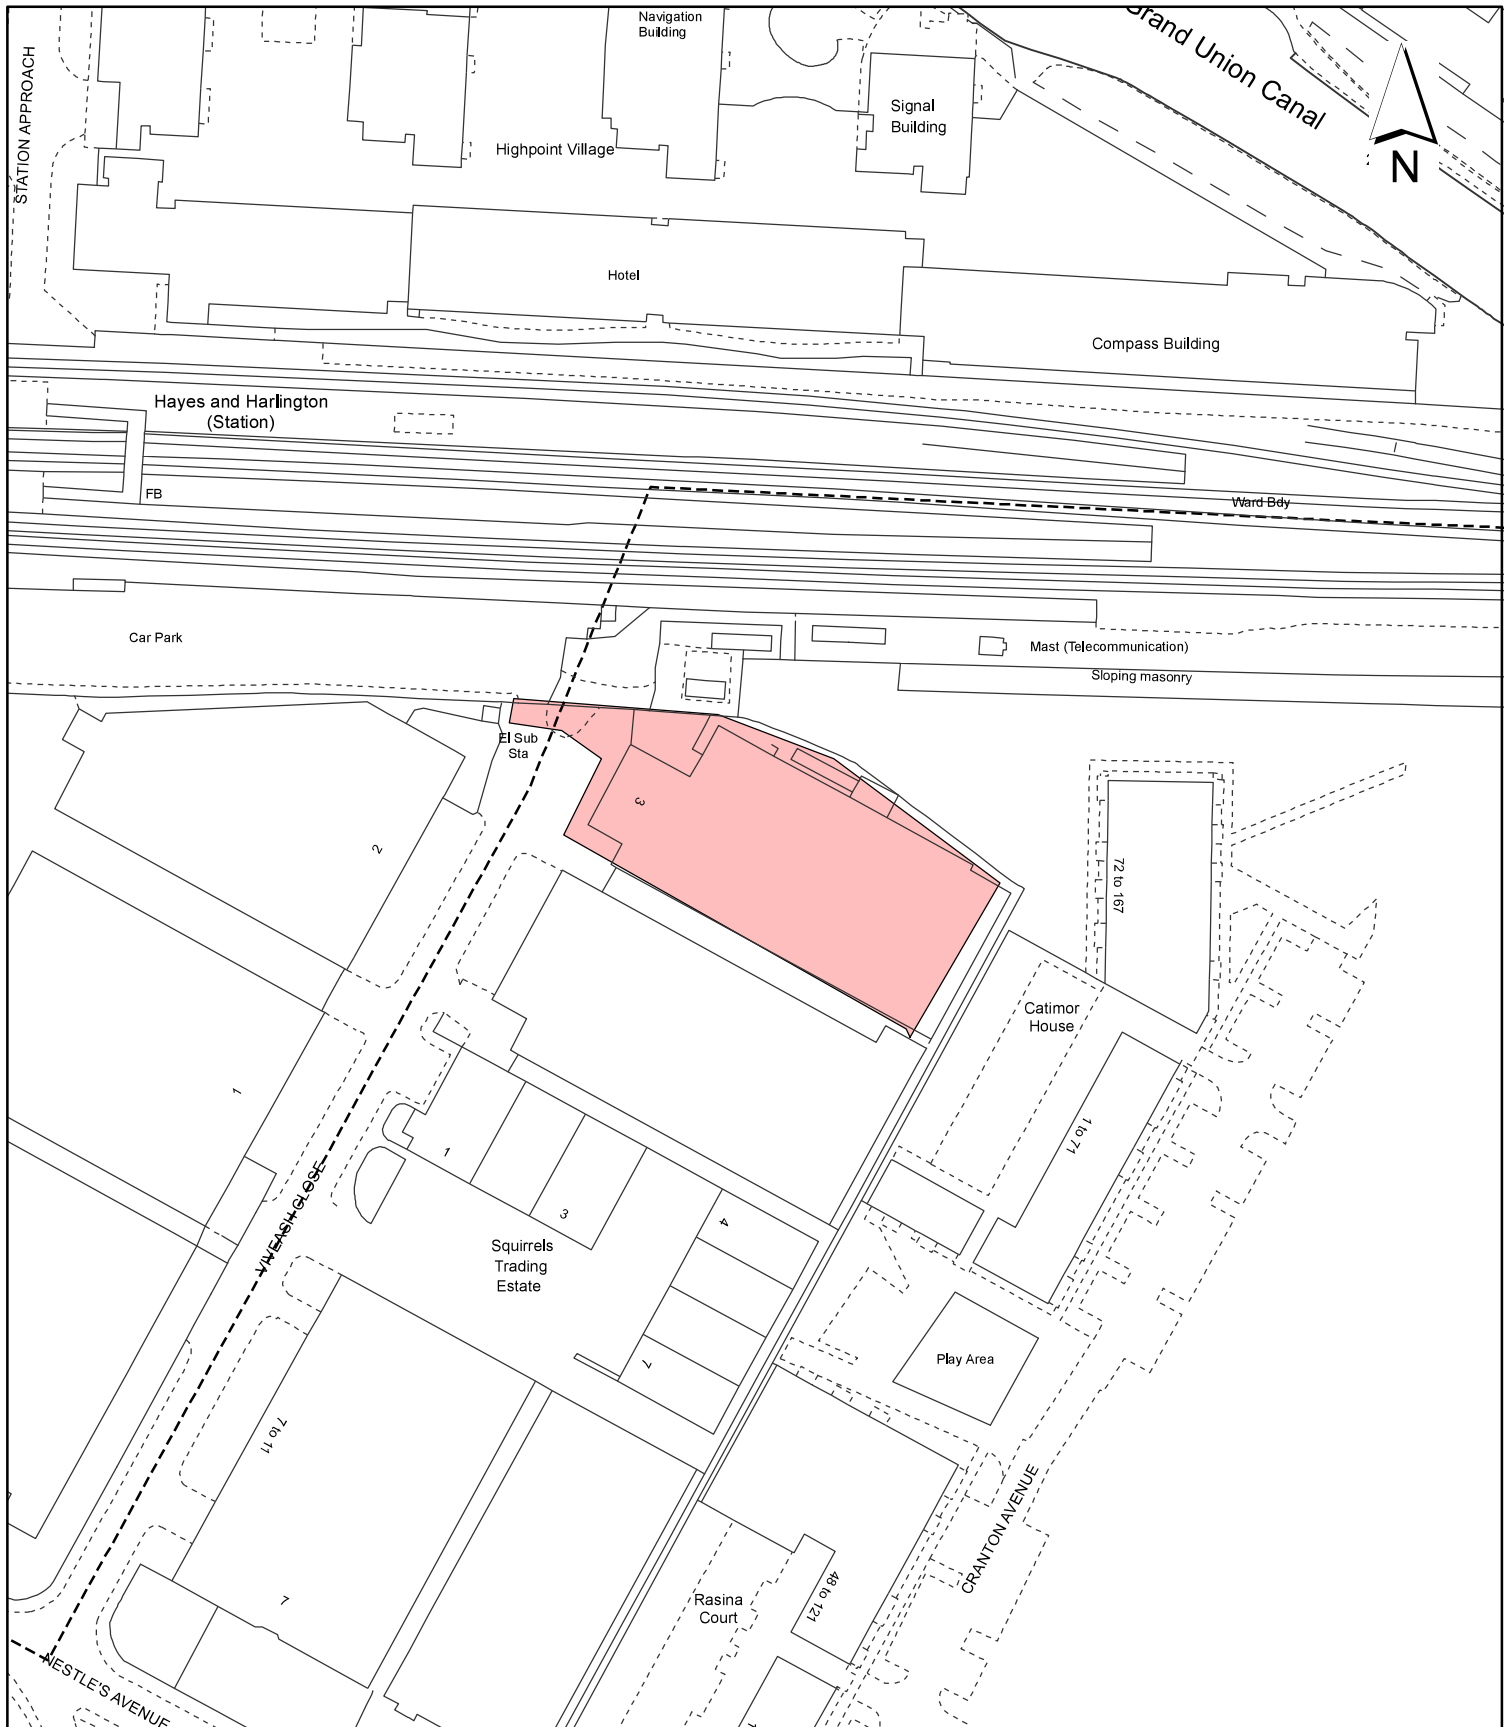 Navigation
Building
Grand Union Canal
STATION APPROACH
Signal
Building
Highpoint Village
N
Hotel
Compass Building
Hayes and Harlington
(Station)
FB
Ward Bdy
Car Park
Mast (Telecommunication)
Sloping masonry
El Sub
Sta
3
2
72 to 167
Catimor
House
1
1 to 71
1
3
4
VIVEASH CLOSE
Squirrels
Trading
Estate
7
Play Area
7 to 11
CRANTON AVENUE
48 to 121
Rasina
Court
7
NESTLE'S AVENUE